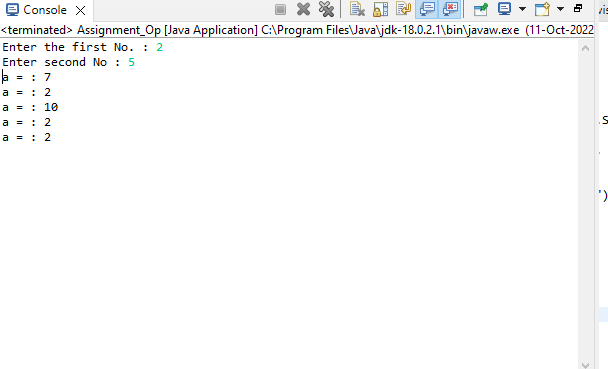 Console
<terminated> Assignment_Op [Java Application] C:\Program Files\Java\jdk-18.0.2.1\bin\javaw.exe (11-Oct-2022
Enter the first No. : 2
Enter second No : 5
a = : 7
a = : 2
a = : 10
a = : 2
a = : 2